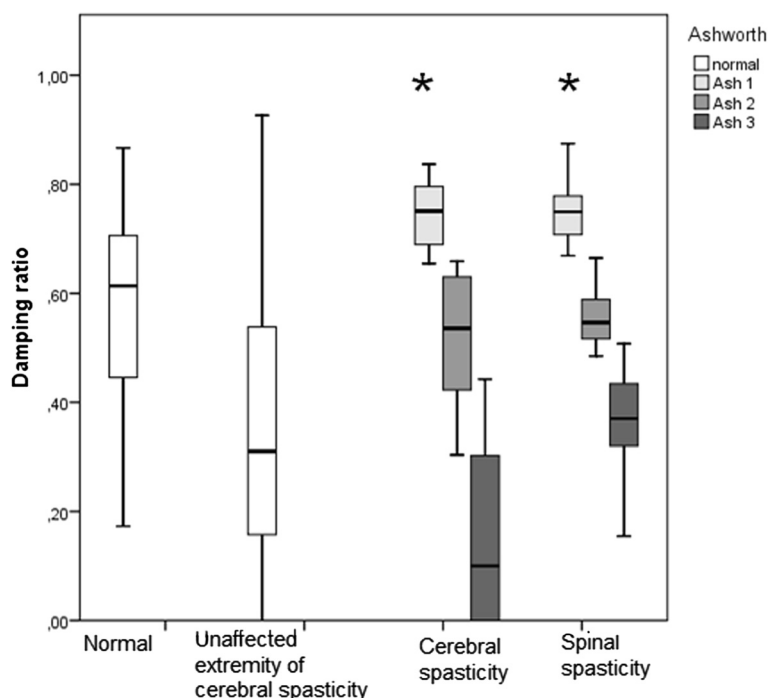 Ashworth
normal
Ash 1
Ash 2
Ash 3
* *
1,00
,80
,60
,40
,20
,00
Damping ratio
Normal
Unaffected
extremity of
cerebral spasticity
Cerebral
spasticity
Spinal
spasticity